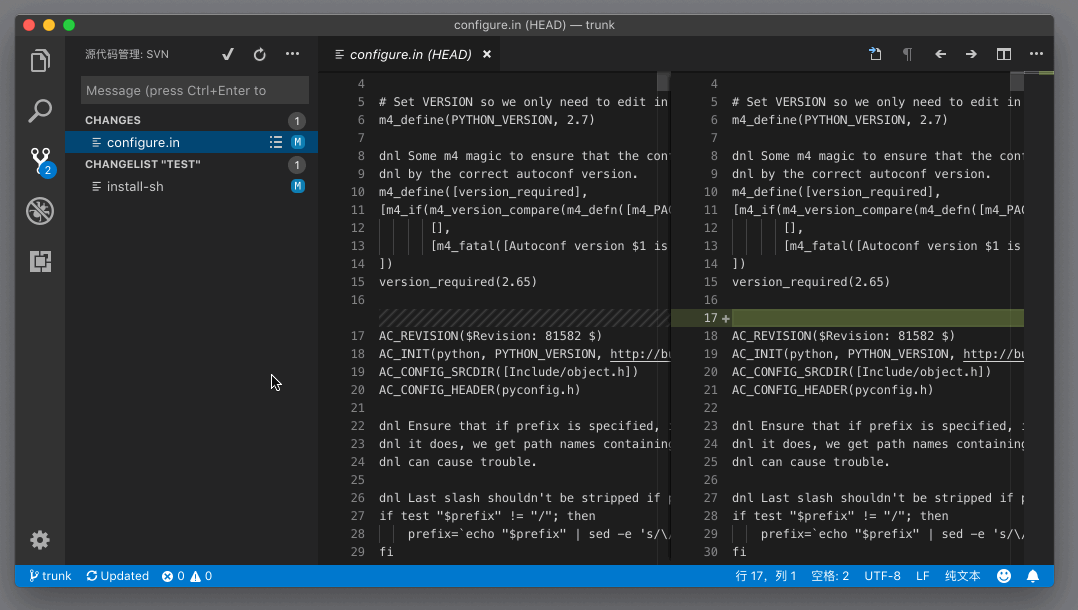 configure.in (HEAD) — trunk
源代码管理: SVN
Message (press Ctrl+Enter to
CHANGES 1
configure.in M
CHANGELIST "TEST" 1
install-sh M
2
configure.in (HEAD)
4
5 # Set VERSION so we only need to edit in
6 m4_define(PYTHON_VERSION, 2.7)
7
8 dnl Some m4 magic to ensure that the con
9 dnl by the correct autoconf version.
10 m4_define([version_required],
11 [m4_if(m4_version_compare(m4_defn([m4_PAC
12 [],
13 [m4_fatal([Autoconf version $1 is
14 ])
15 version_required(2.65)
16
17 AC_REVISION($Revision: 81582 $)
18 AC_INIT(python, PYTHON_VERSION, http://bu
19 AC_CONFIG_SRCDIR([Include/object.h])
20 AC_CONFIG_HEADER(pyconfig.h)
21
22 dnl Ensure that if prefix is specified, i
23 dnl it does, we get path names containing
24 dnl can cause trouble.
25
26 dnl Last slash shouldn't be stripped if p
27 if test "$prefix" != "/"; then
28 prefix=`echo "$prefix" | sed -e 's/\/
29 fi
4
5 # Set VERSION so we only need to edit in
6 m4_define(PYTHON_VERSION, 2.7)
7
8 dnl Some m4 magic to ensure that the con
9 dnl by the correct autoconf version.
10 m4_define([version_required],
11 [m4_if(m4_version_compare(m4_defn([m4_PAC
12 [],
13 [m4_fatal([Autoconf version $1 is
14 ])
15 version_required(2.65)
16
17 +
18 AC_REVISION($Revision: 81582 $)
19 AC_INIT(python, PYTHON_VERSION, http://bu
20 AC_CONFIG_SRCDIR([Include/object.h])
21 AC_CONFIG_HEADER(pyconfig.h)
22
23 dnl Ensure that if prefix is specified, i
24 dnl it does, we get path names containing
25 dnl can cause trouble.
26
27 dnl Last slash shouldn't be stripped if p
28 if test "$prefix" != "/"; then
29 prefix=`echo "$prefix" | sed -e 's/\/
30 fi
trunk Updated 0 0 行 17，列 1 空格: 2 UTF-8 LF 纯文本